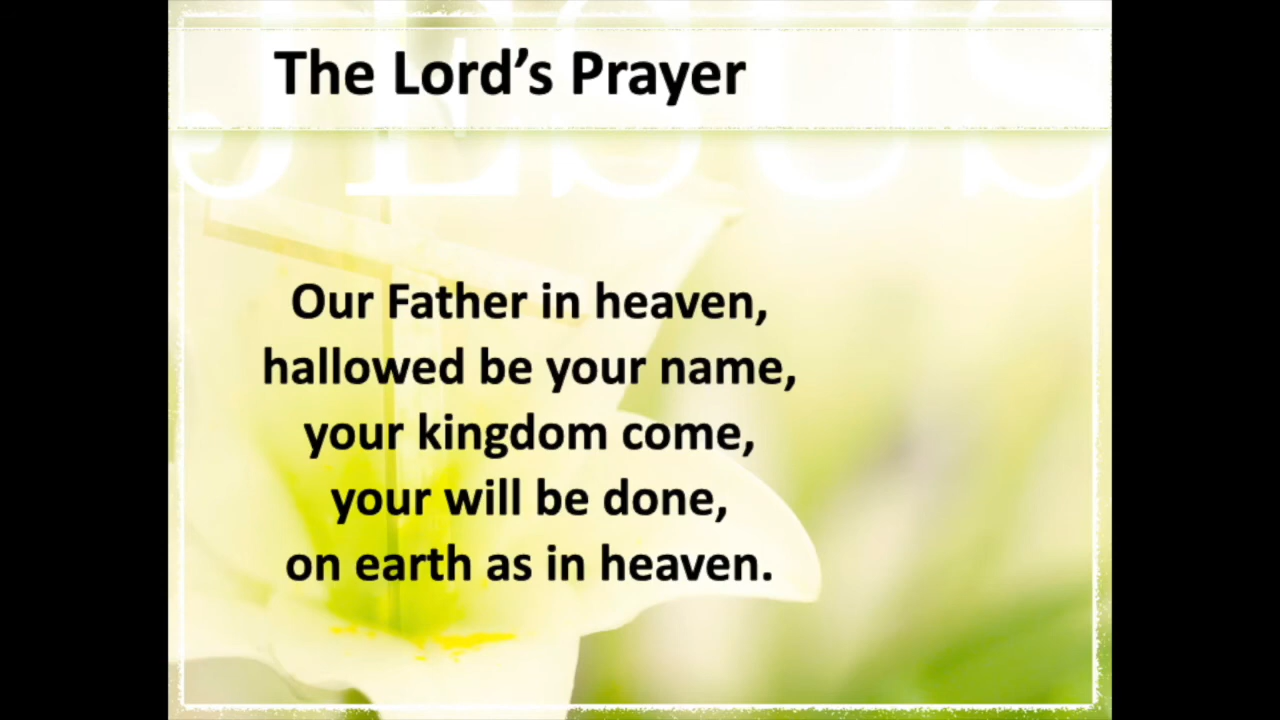 JESUS
The Lord’s Prayer
Our Father in heaven,
hallowed be your name,
your kingdom come,
your will be done,
on earth as in heaven.